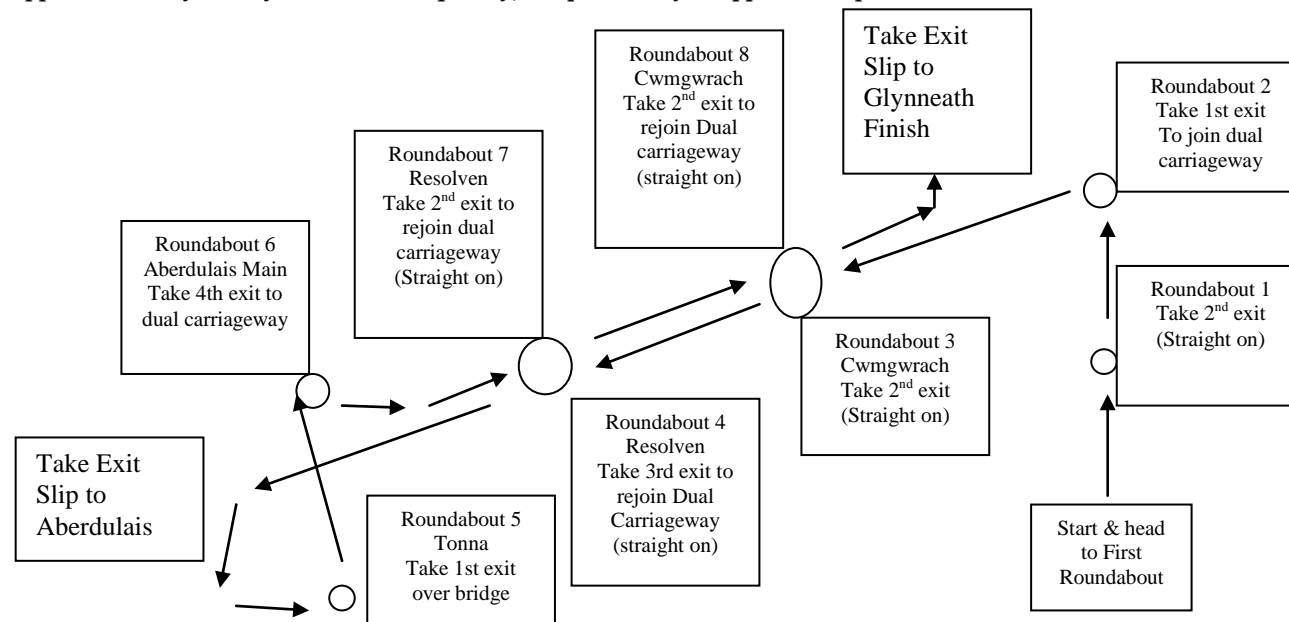 Roundabout 8
Cwmgwrach
Take 2nd exit to
rejoin Dual
carriageway
(straight on)
Take Exit
Slip to
Glynneath
Finish
Roundabout 2
Take 1st exit
To join dual
carriageway
Roundabout 7
Resolven
Take 2nd exit to
rejoin dual
carriageway
(Straight on)
Roundabout 6
Aberdulais Main
Take 4th exit to
dual carriageway
Roundabout 1
Take 2nd exit
(Straight on)
Roundabout 3
Cwmgwrach
Take 2nd exit
(Straight on)
Roundabout 4
Resolven
Take 3rd exit to
rejoin Dual
Carriageway
(straight on)
Take Exit
Slip to
Aberdulais
Roundabout 5
Tonna
Take 1st exit
over bridge
Start & head
to First
Roundabout